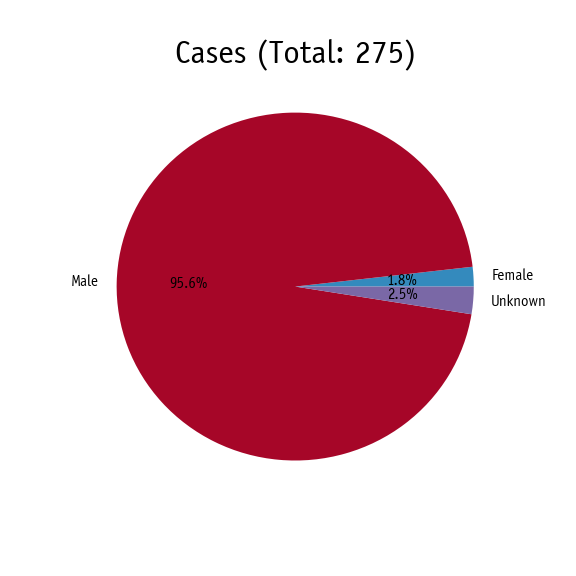 Cases (Total: 275)
Male
95.6%
1.8%
Female
2.5%
Unknown